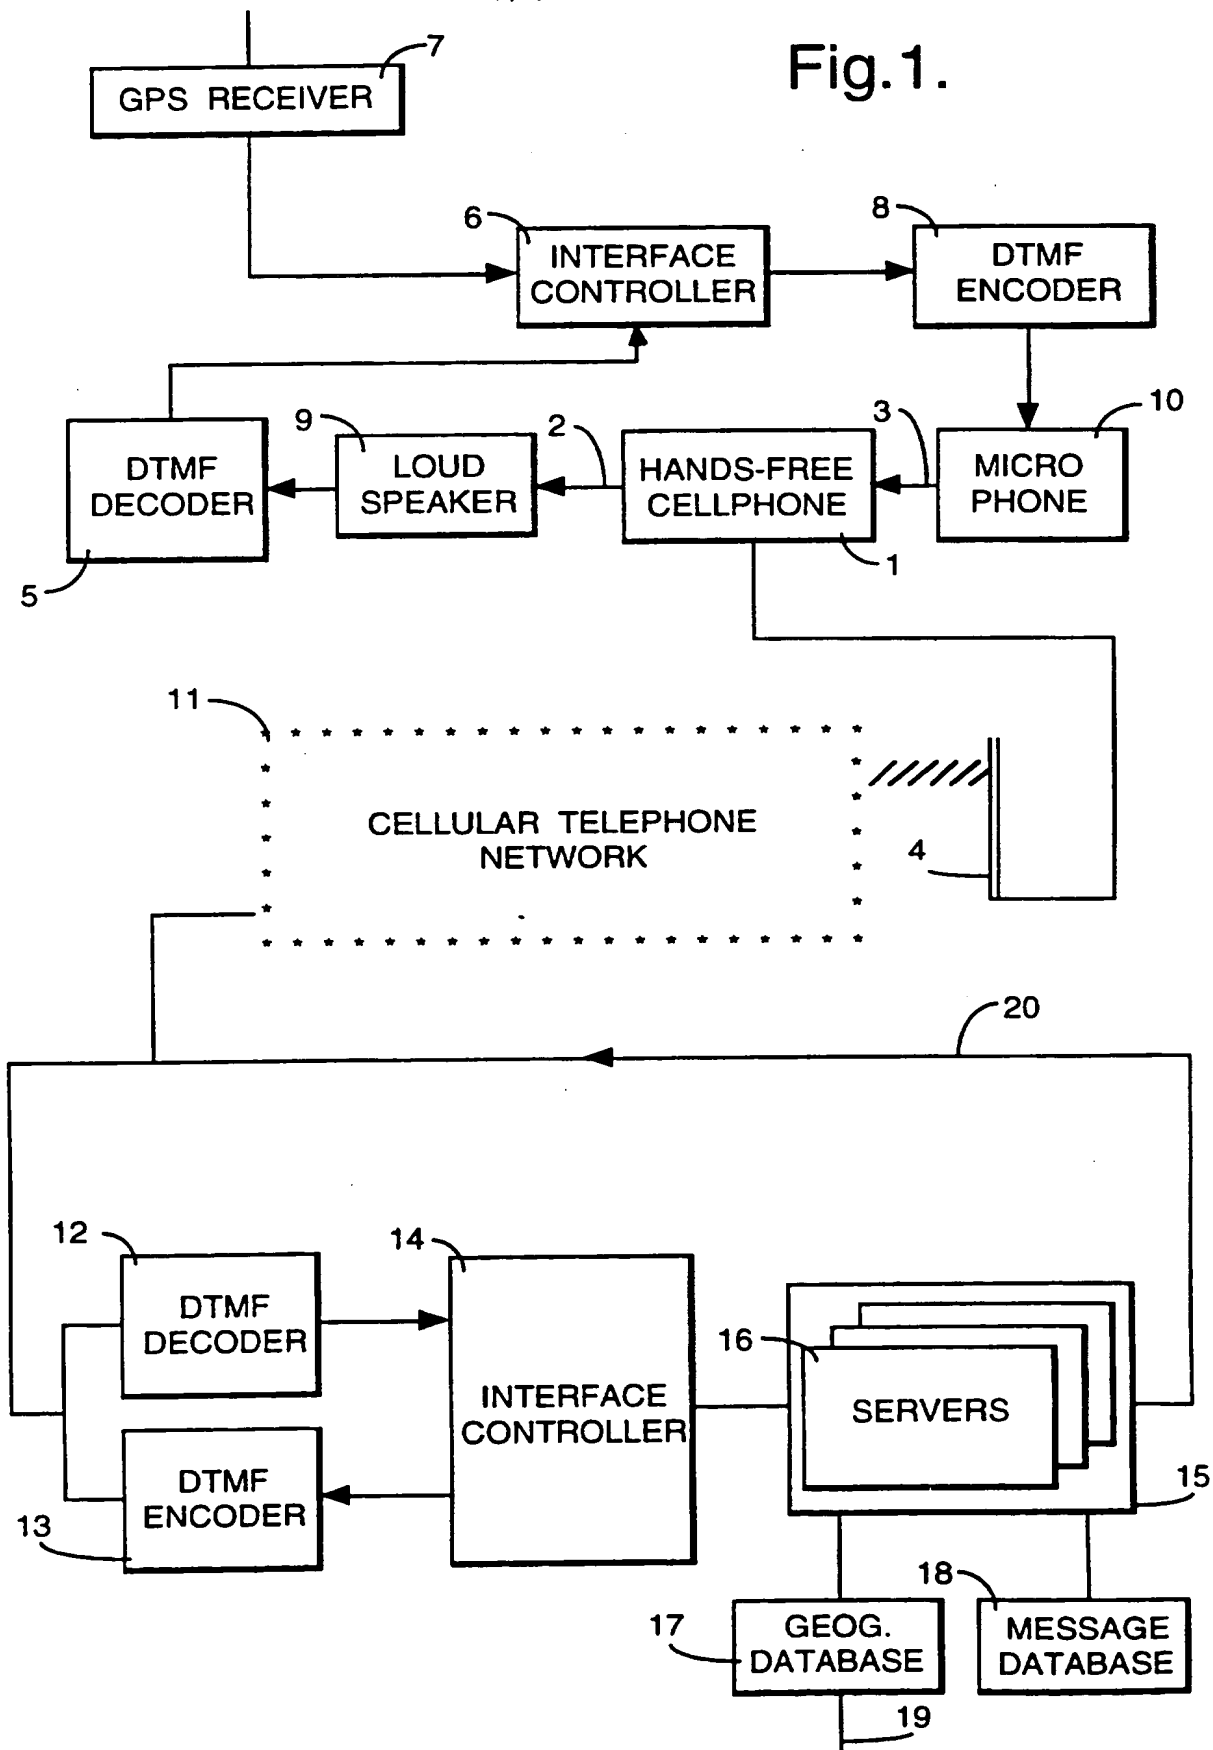 Fig.1.
7
GPS RECEIVER
6
INTERFACE
CONTROLLER
8
DTMF
ENCODER
9
2
3
10
DTMF
DECODER
LOUD
SPEAKER
HANDS-FREE
CELLPHONE
MICRO
PHONE
5
1
11
CELLULAR TELEPHONE
NETWORK
4
20
12
DTMF
DECODER
14
INTERFACE
CONTROLLER
16
SERVERS
DTMF
ENCODER
13
15
17
GEOG.
DATABASE
18
MESSAGE
DATABASE
19